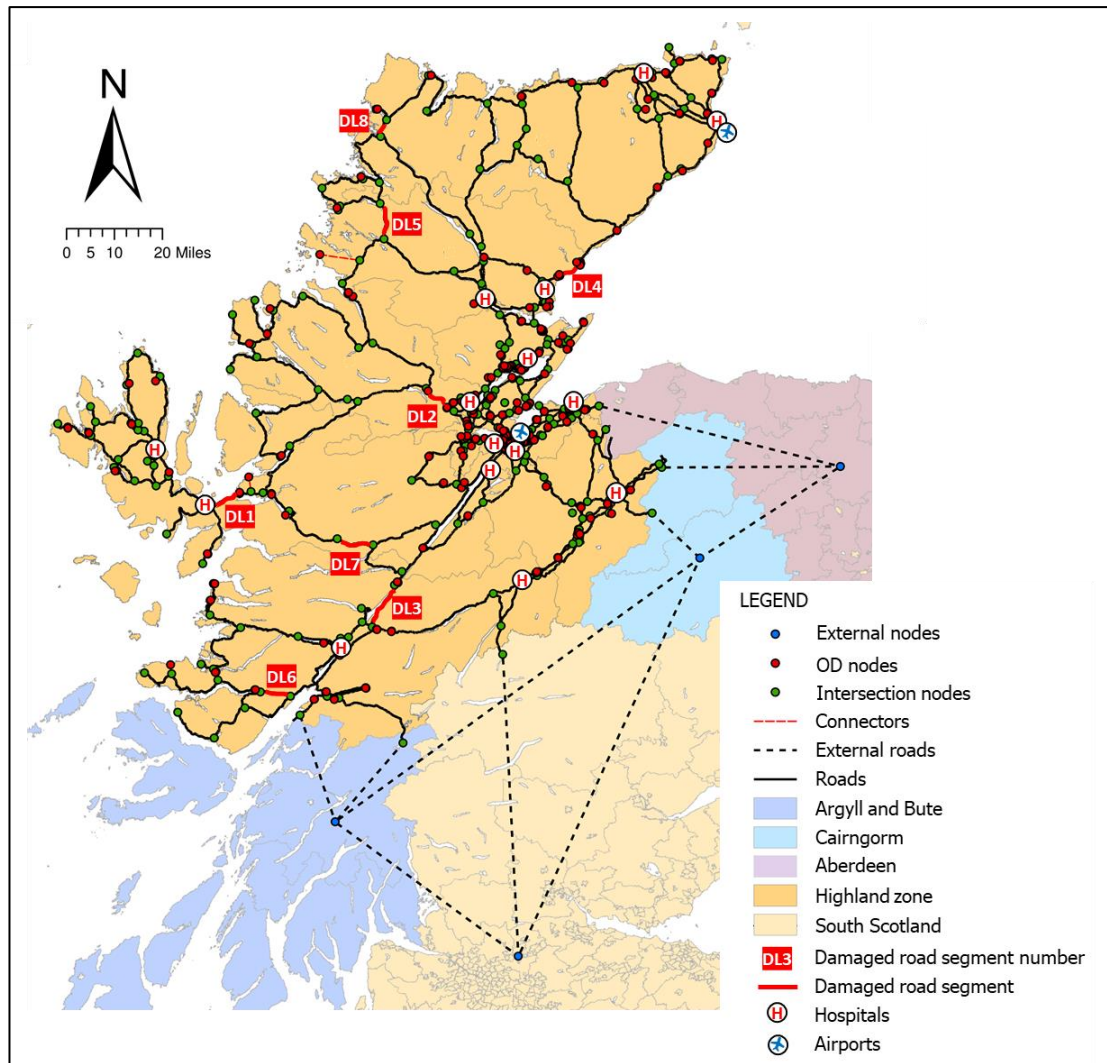 N
0 5 10 20 Miles
H
H
DL8
DL5
DL4
H
H
H
DL2
H
H
H
H
H
H
H
DL1
H
DL7
H
DL3
H
DL6
LEGEND
External nodes
OD nodes
Intersection nodes
Connectors
External roads
Roads
Argyll and Bute
Cairngorm
Aberdeen
Highland zone
South Scotland
DL3 Damaged road segment number
Damaged road segment
H Hospitals
Airports